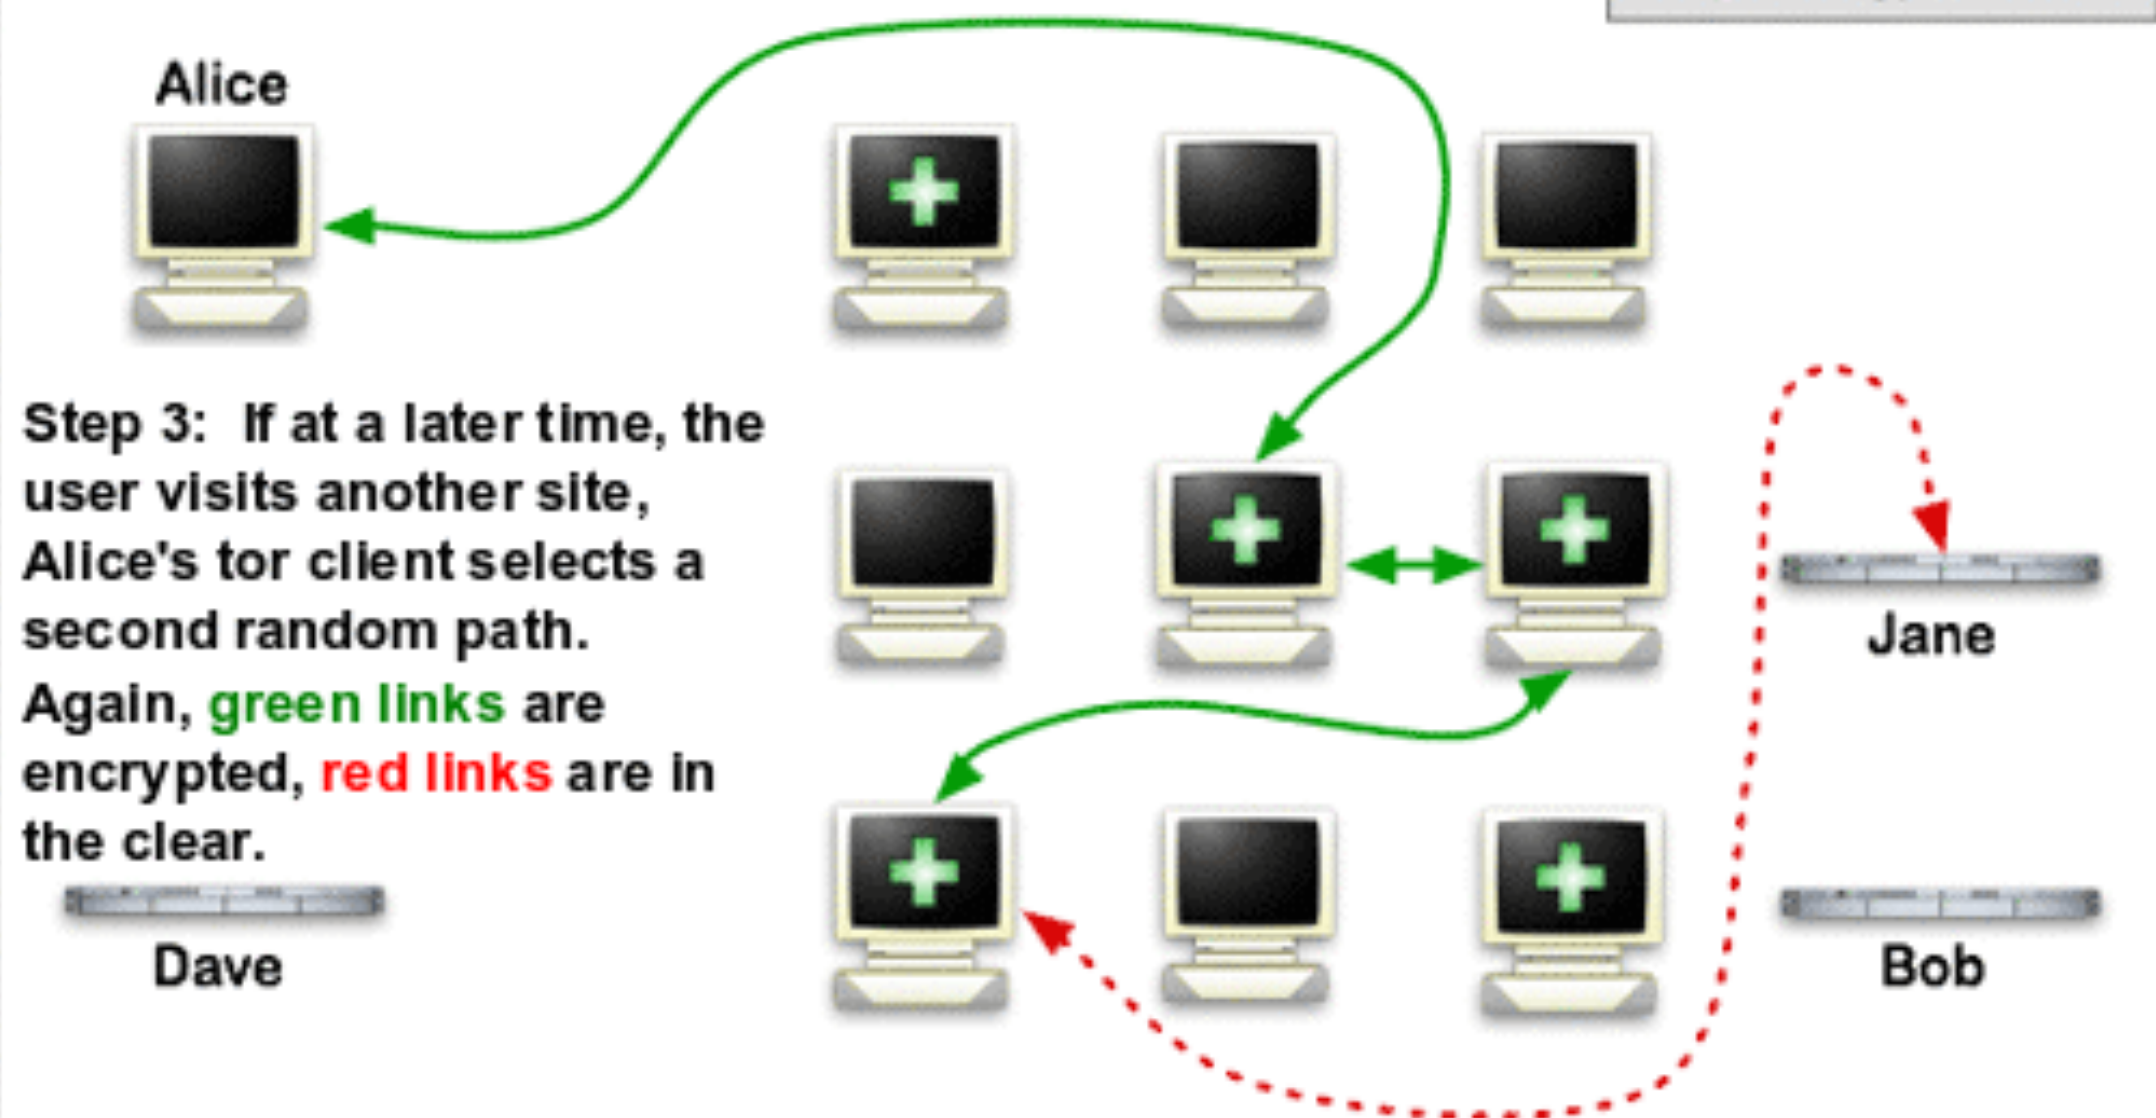 Alice
Step 3: If at a later time, the
user visits another site,
Alice's tor client selects a
second random path.
Again, green links are
encrypted, red links are in
the clear.
Jane
Dave
Bob